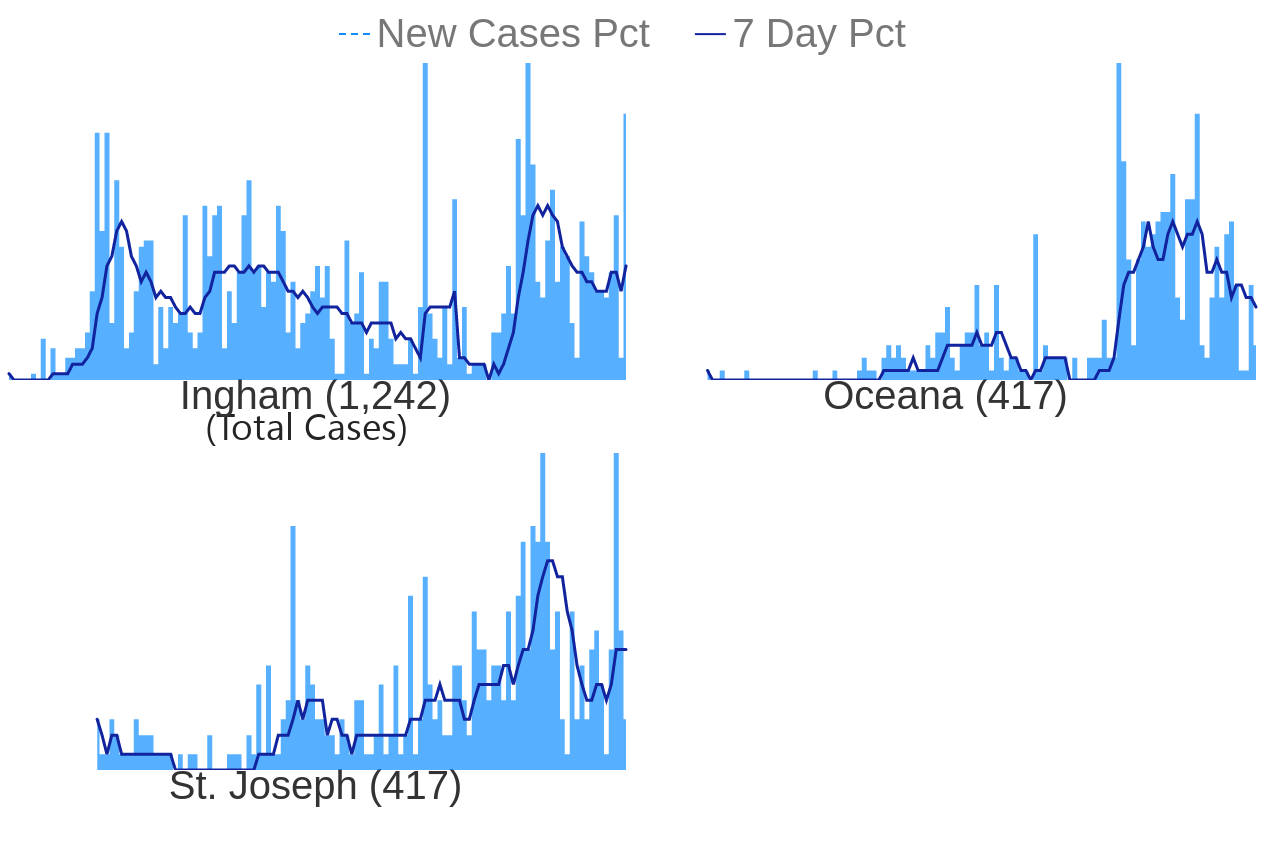 New Cases Pct 7 Day Pct
Ingham (1,242)
(Total Cases)
Oceana (417)
St. Joseph (417)